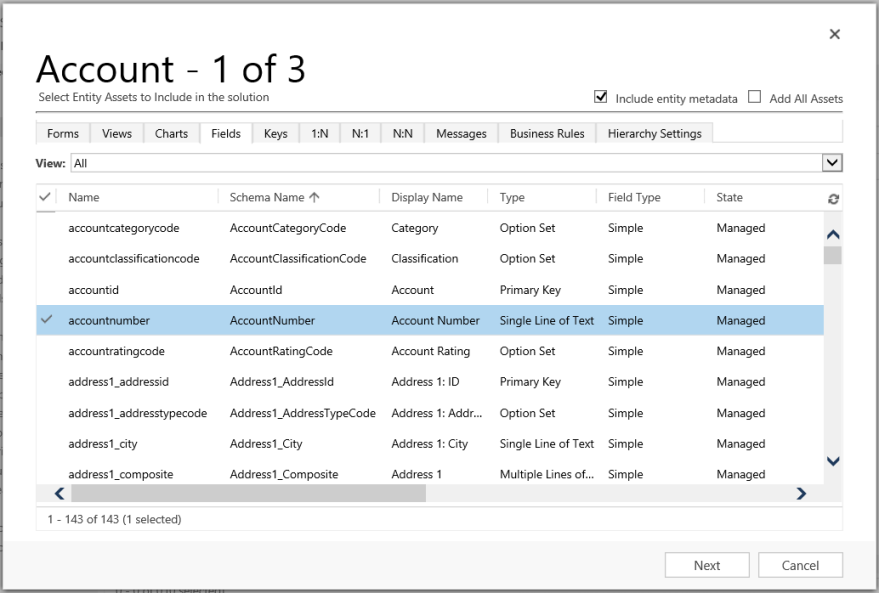 Account - 1 of 3
Select Entity Assets to Include in the solution
Include entity metadata Add All Assets
Forms Views Charts Fields Keys 1:N N:1 N:N Messages Business Rules Hierarchy Settings
View: All
Name Schema Name Display Name Type Field Type State
accountcategorycode AccountCategoryCode Category Option Set Simple Managed
accountclassificationcode AccountClassificationCode Classification Option Set Simple Managed
accountid AccountId Account Primary Key Simple Managed
accountnumber AccountNumber Account Number Single Line of Text Simple Managed
accountratingcode AccountRatingCode Account Rating Option Set Simple Managed
address1_addressid Address1_AddressId Address 1: ID Primary Key Simple Managed
address1_addresstypecode Address1_AddressTypeCode Address 1: Addr... Option Set Simple Managed
address1_city Address1_City Address 1: City Single Line of Text Simple Managed
address1_composite Address1_Composite Address 1 Multiple Lines of... Simple Managed
1 - 143 of 143 (1 selected)
Next Cancel